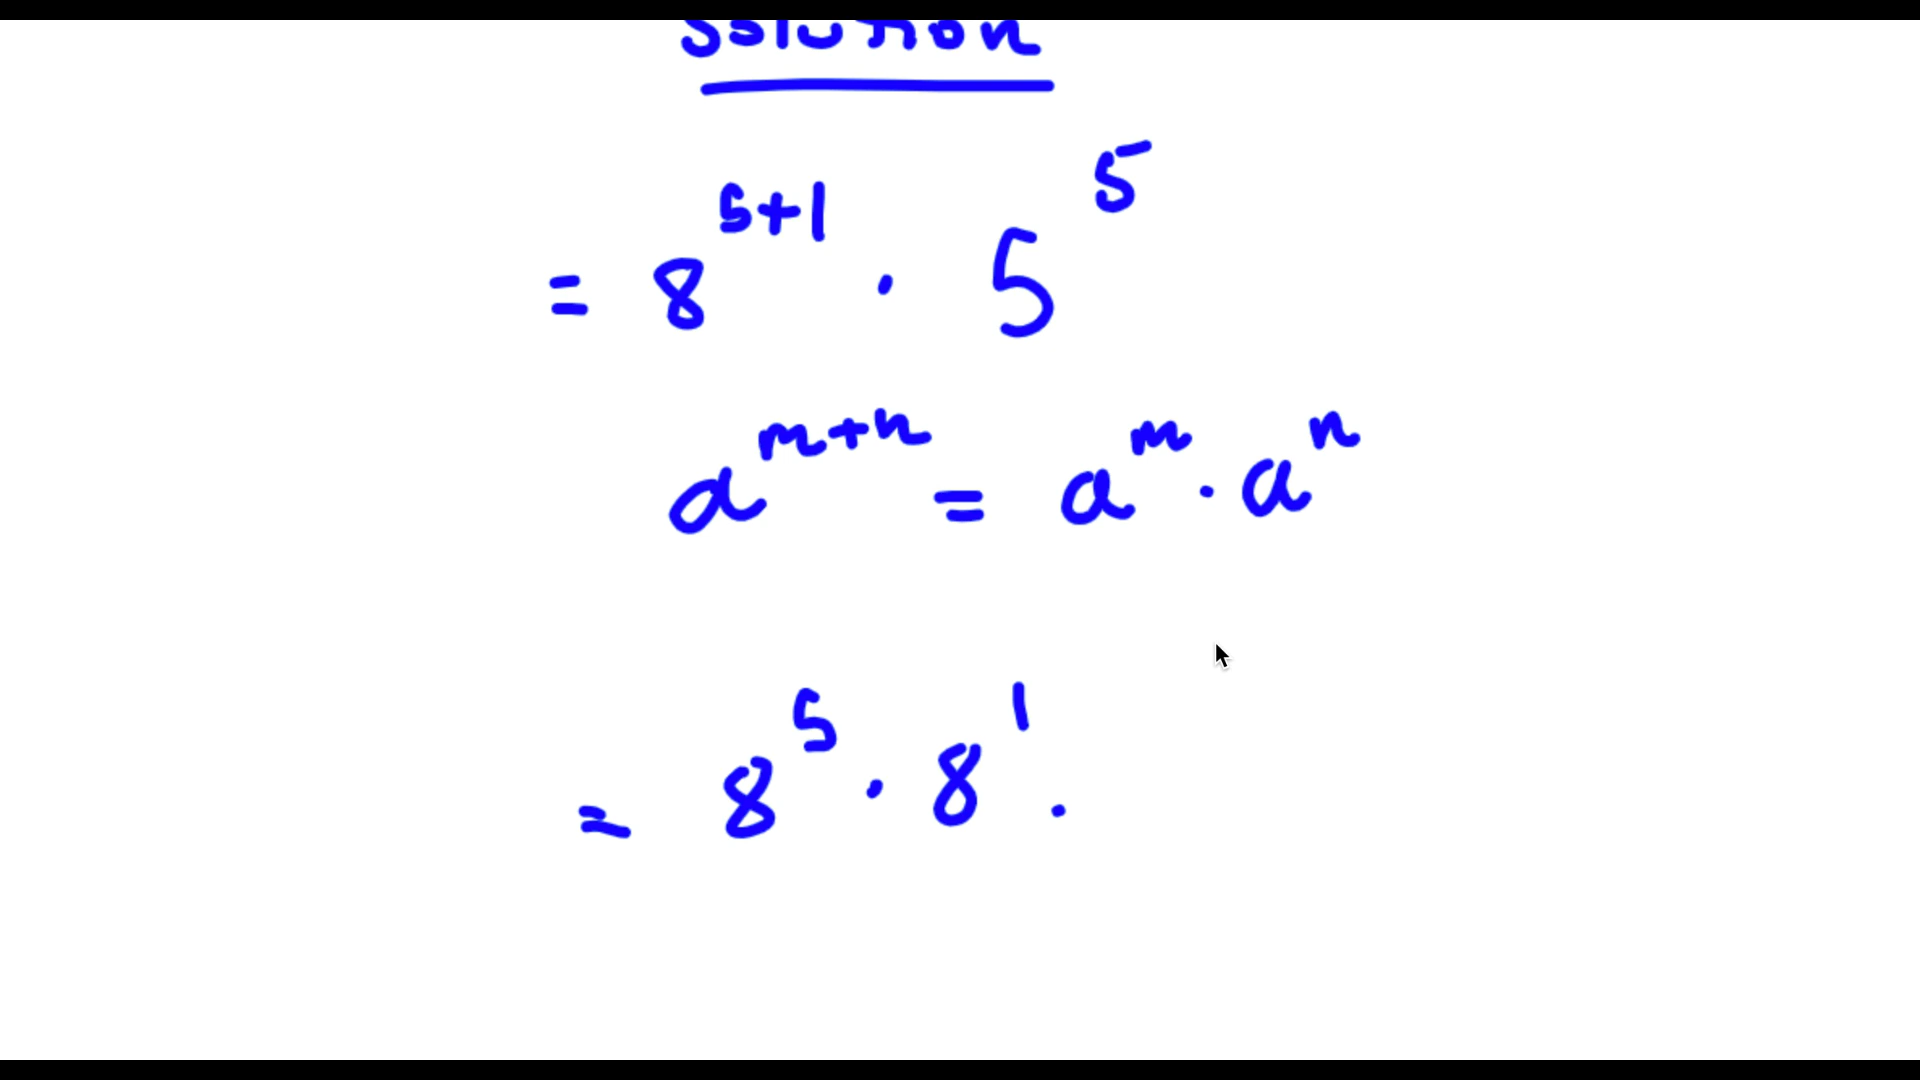 Solution
= 8^{5+1} · 5^5
a^{m+n} = a^m · a^n
= 8^5 · 8^1 ·